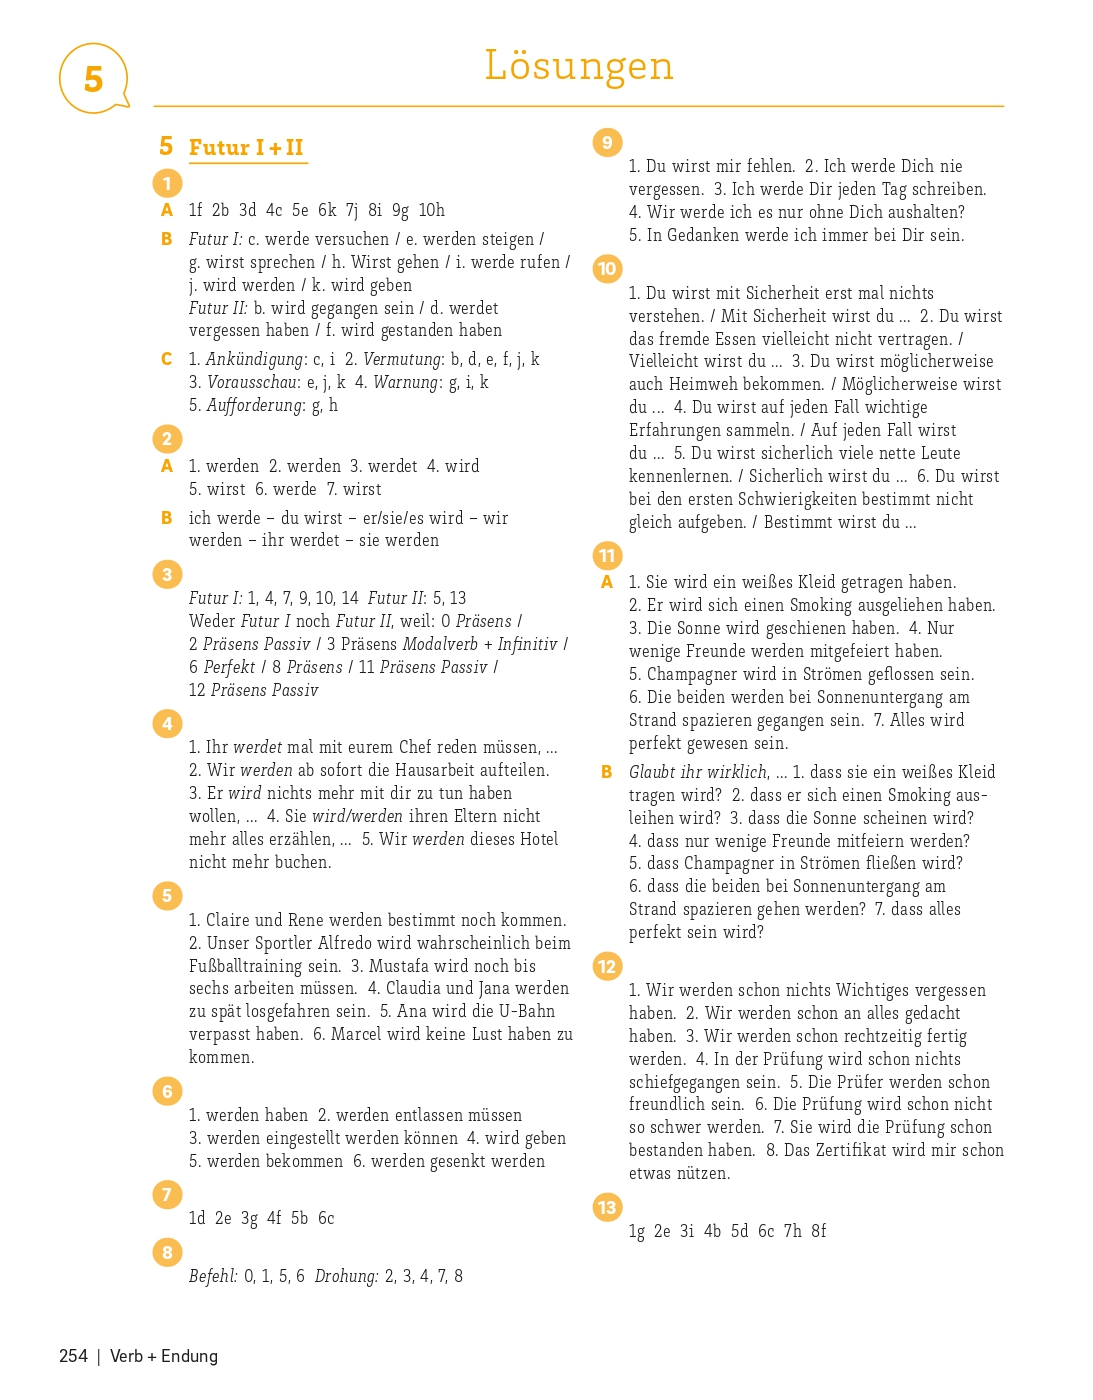 5
Lösungen
5 Futur I + II
1
A 1f 2b 3d 4c 5e 6k 7j 8i 9g 10h
B Futur I: c. werde versuchen / e. werden steigen /
g. wirst sprechen / h. Wirst gehen / i. werde rufen /
j. wird werden / k. wird geben
Futur II: b. wird gegangen sein / d. werdet
vergessen haben / f. wird gestanden haben
C 1. Ankündigung: c, i 2. Vermutung: b, d, e, f, j, k
3. Vorausschau: e, j, k 4. Warnung: g, i, k
5. Aufforderung: g, h
2
A 1. werden 2. werden 3. werdet 4. wird
5. wirst 6. werde 7. wirst
B ich werde – du wirst – er/sie/es wird – wir
werden – ihr werdet – sie werden
3
Futur I: 1, 4, 7, 9, 10, 14 Futur II: 5, 13
Weder Futur I noch Futur II, weil: 0 Präsens /
2 Präsens Passiv / 3 Präsens Modalverb + Infinitiv /
6 Perfekt / 8 Präsens / 11 Präsens Passiv /
12 Präsens Passiv
4
1. Ihr werdet mal mit eurem Chef reden müssen, ...
2. Wir werden ab sofort die Hausarbeit aufteilen.
3. Er wird nichts mehr mit dir zu tun haben
wollen, ... 4. Sie wird/werden ihren Eltern nicht
mehr alles erzählen, ... 5. Wir werden dieses Hotel
nicht mehr buchen.
5
1. Claire und Rene werden bestimmt noch kommen.
2. Unser Sportler Alfredo wird wahrscheinlich beim
Fußballtraining sein. 3. Mustafa wird noch bis
sechs arbeiten müssen. 4. Claudia und Jana werden
zu spät losgefahren sein. 5. Ana wird die U-Bahn
verpasst haben. 6. Marcel wird keine Lust haben zu
kommen.
6
1. werden haben 2. werden entlassen müssen
3. werden eingestellt werden können 4. wird geben
5. werden bekommen 6. werden gesenkt werden
7
1d 2e 3g 4f 5b 6c
8
Befehl: 0, 1, 5, 6 Drohung: 2, 3, 4, 7, 8
9
1. Du wirst mir fehlen. 2. Ich werde Dich nie
vergessen. 3. Ich werde Dir jeden Tag schreiben.
4. Wir werde ich es nur ohne Dich aushalten?
5. In Gedanken werde ich immer bei Dir sein.
10
1. Du wirst mit Sicherheit erst mal nichts
verstehen. / Mit Sicherheit wirst du ... 2. Du wirst
das fremde Essen vielleicht nicht vertragen. /
Vielleicht wirst du ... 3. Du wirst möglicherweise
auch Heimweh bekommen. / Möglicherweise wirst
du ... 4. Du wirst auf jeden Fall wichtige
Erfahrungen sammeln. / Auf jeden Fall wirst
du ... 5. Du wirst sicherlich viele nette Leute
kennenlernen. / Sicherlich wirst du ... 6. Du wirst
bei den ersten Schwierigkeiten bestimmt nicht
gleich aufgeben. / Bestimmt wirst du ...
11
A 1. Sie wird ein weißes Kleid getragen haben.
2. Er wird sich einen Smoking ausgeliehen haben.
3. Die Sonne wird geschienen haben. 4. Nur
wenige Freunde werden mitgefeiert haben.
5. Champagner wird in Strömen geflossen sein.
6. Die beiden werden bei Sonnenuntergang am
Strand spazieren gegangen sein. 7. Alles wird
perfekt gewesen sein.
B Glaubt ihr wirklich, ... 1. dass sie ein weißes Kleid
tragen wird? 2. dass er sich einen Smoking aus-
leihen wird? 3. dass die Sonne scheinen wird?
4. dass nur wenige Freunde mitfeiern werden?
5. dass Champagner in Strömen fließen wird?
6. dass die beiden bei Sonnenuntergang am
Strand spazieren gehen werden? 7. dass alles
perfekt sein wird?
12
1. Wir werden schon nichts Wichtiges vergessen
haben. 2. Wir werden schon an alles gedacht
haben. 3. Wir werden schon rechtzeitig fertig
werden. 4. In der Prüfung wird schon nichts
schiefgegangen sein. 5. Die Prüfer werden schon
freundlich sein. 6. Die Prüfung wird schon nicht
so schwer werden. 7. Sie wird die Prüfung schon
bestanden haben. 8. Das Zertifikat wird mir schon
etwas nützen.
13
1g 2e 3i 4b 5d 6c 7h 8f
254 | Verb + Endung